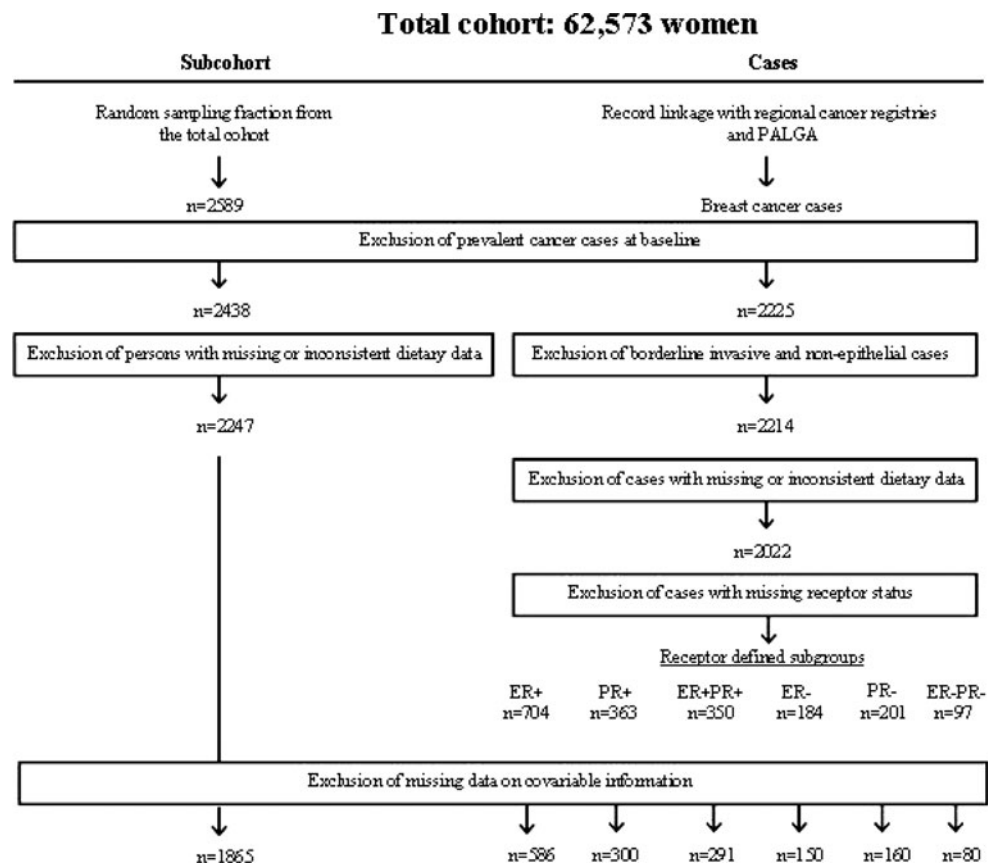 Total cohort: 62,573 women
Subcohort
Cases
Random sampling fraction from
the total cohort
Record linkage with regional cancer registries
and PALGA
n=2589
Breast cancer cases
Exclusion of prevalent cancer cases at baseline
n=2438
n=2225
Exclusion of persons with missing or inconsistent dietary data
Exclusion of borderline invasive and non-epithelial cases
n=2247
n=2214
Exclusion of cases with missing or inconsistent dietary data
n=2022
Exclusion of cases with missing receptor status
Receptor defined subgroups
ER+ PR+ ER+PR+ ER- PR- ER-PR-
n=704 n=363 n=350 n=184 n=201 n=97
Exclusion of missing data on covariable information
n=1865 n=586 n=300 n=291 n=150 n=160 n=80